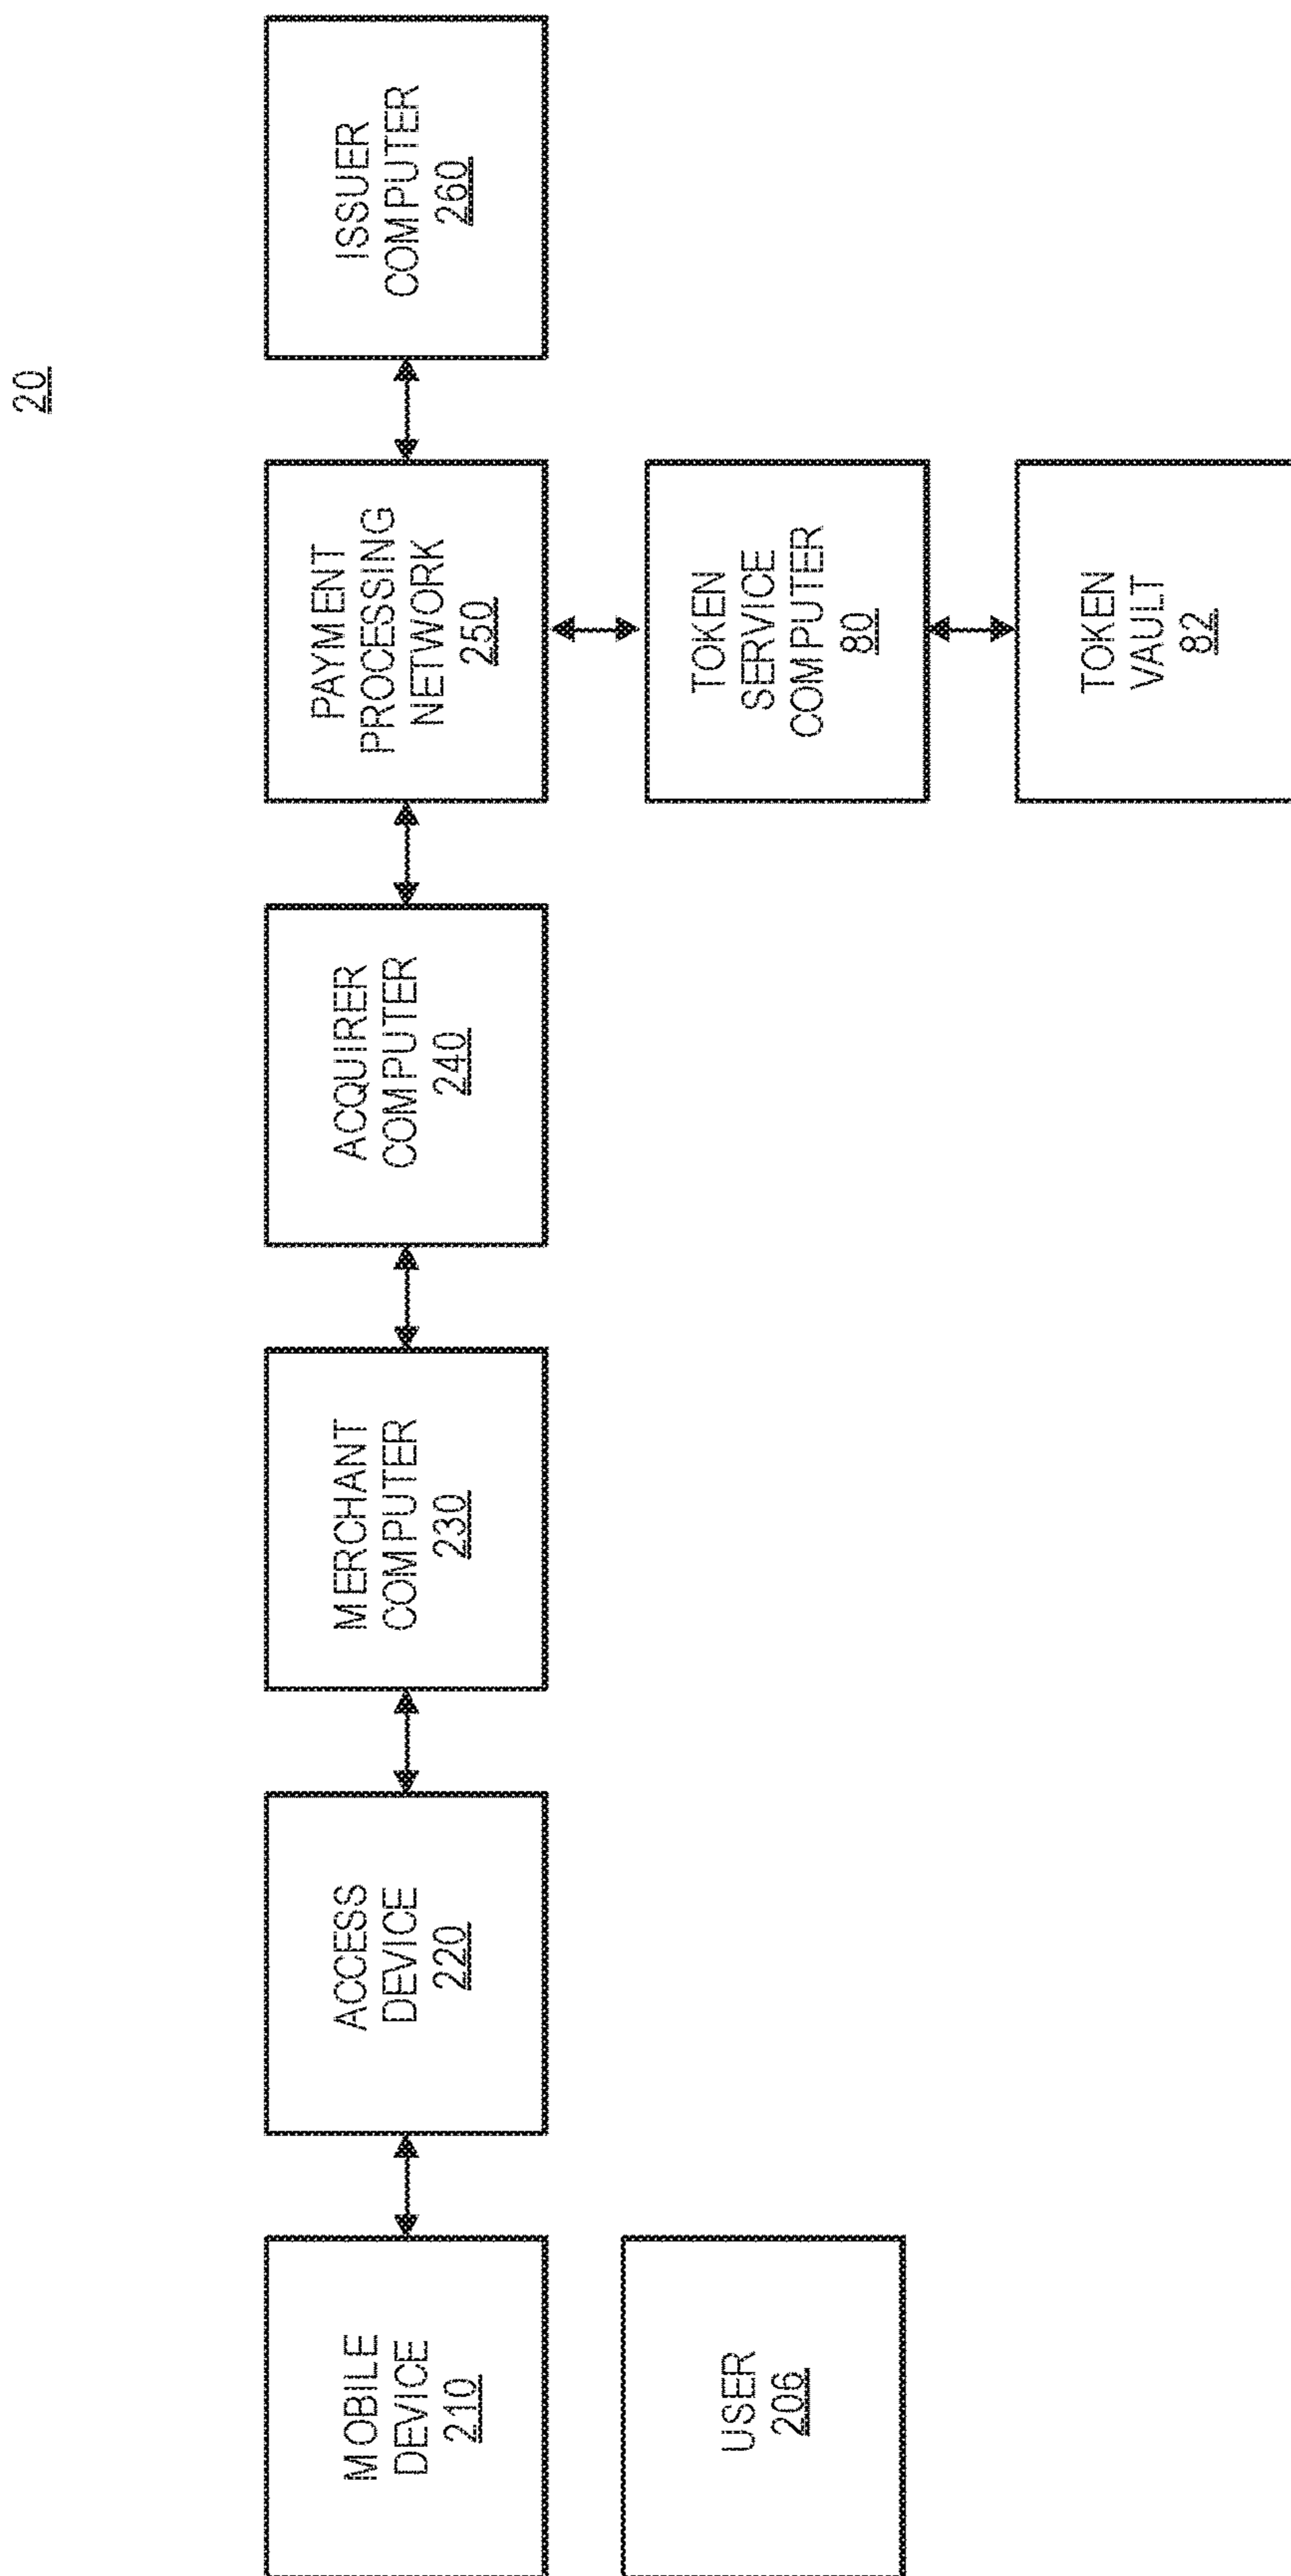 20
MOBILE
DEVICE
210
ACCESS
DEVICE
220
MERCHANT
COMPUTER
230
ACQUIRER
COMPUTER
240
PAYMENT
PROCESSING
NETWORK
250
ISSUER
COMPUTER
260
USER
206
TOKEN
SERVICE
COMPUTER
80
TOKEN
VAULT
82